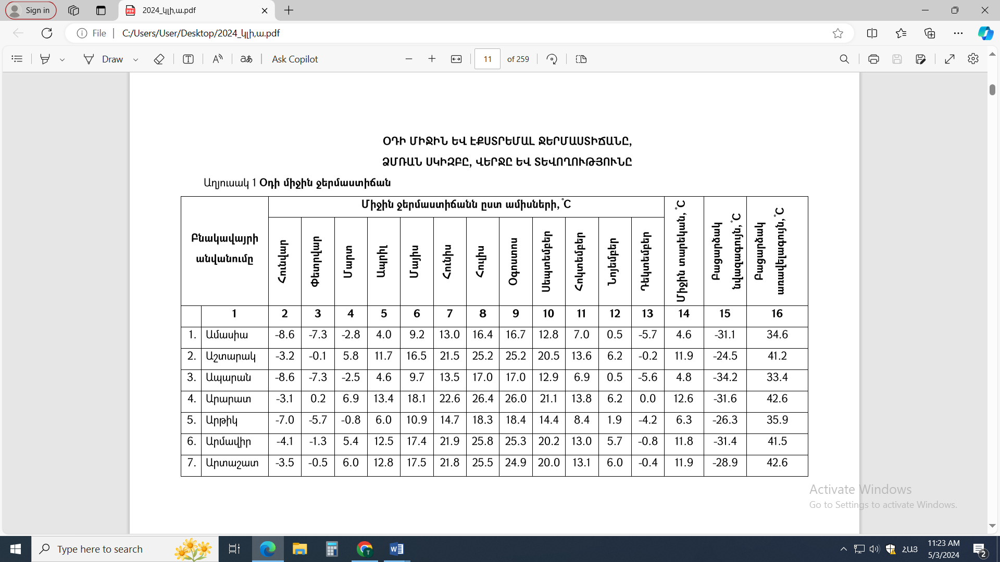 Sign in
2024_կլի,ա.pdf
File
C:/Users/User/Desktop/2024_կլի,ա.pdf
Draw
Ask Copilot
11 of 259
ՕԴԻ ՄԻՋԻՆ ԵՎ ԷՔՍՏՐԵՄԱԼ ՋԵՐՄԱՍՏԻՃԱՆԸ,
ՁՄՌԱՆ ՍԿԻԶԲԸ, ՎԵՐՋԸ ԵՎ ՏԵՎՈՂՈՒԹՅՈՒՆԸ
Աղյուսակ 1 Օդի միջին ջերմաստիճան
Բնակավայրի
անվանումը
Միջին ջերմաստիճանն ըստ ամիսների, °C
Հունվար
Փետրվար
Մարտ
Ապրիլ
Մայիս
Հունիս
Հուլիս
Օգոստոս
Սեպտեմբեր
Հոկտեմբեր
Նոյեմբեր
Դեկտեմբեր
Միջին տարեկան, °C
Բացարձակ
նվազագույն, °C
Բացարձակ
առավելագույն, °C
1 2 3 4 5 6 7 8 9 10 11 12 13 14 15 16
1. Ամասիա -8.6 -7.3 -2.8 4.0 9.2 13.0 16.4 16.7 12.8 7.0 0.5 -5.7 4.6 -31.1 34.6
2. Աշտարակ -3.2 -0.1 5.8 11.7 16.5 21.5 25.2 25.2 20.5 13.6 6.2 -0.2 11.9 -24.5 41.2
3. Ապարան -8.6 -7.3 -2.5 4.6 9.7 13.5 17.0 17.0 12.9 6.9 0.5 -5.6 4.8 -34.2 33.4
4. Արարատ -3.1 0.2 6.9 13.4 18.1 22.6 26.4 26.0 21.1 13.8 6.2 0.0 12.6 -31.6 42.6
5. Արթիկ -7.0 -5.7 -0.8 6.0 10.9 14.7 18.3 18.4 14.4 8.4 1.9 -4.2 6.3 -26.3 35.9
6. Արմավիր -4.1 -1.3 5.4 12.5 17.4 21.9 25.8 25.3 20.2 13.0 5.7 -0.8 11.8 -31.4 41.5
7. Արտաշատ -3.5 -0.5 6.0 12.8 17.5 21.8 25.5 24.9 20.0 13.1 6.0 -0.4 11.9 -28.9 42.6
Activate Windows
Go to Settings to activate Windows.
Type here to search
ՀԱՅ
11:23 AM
5/3/2024
2